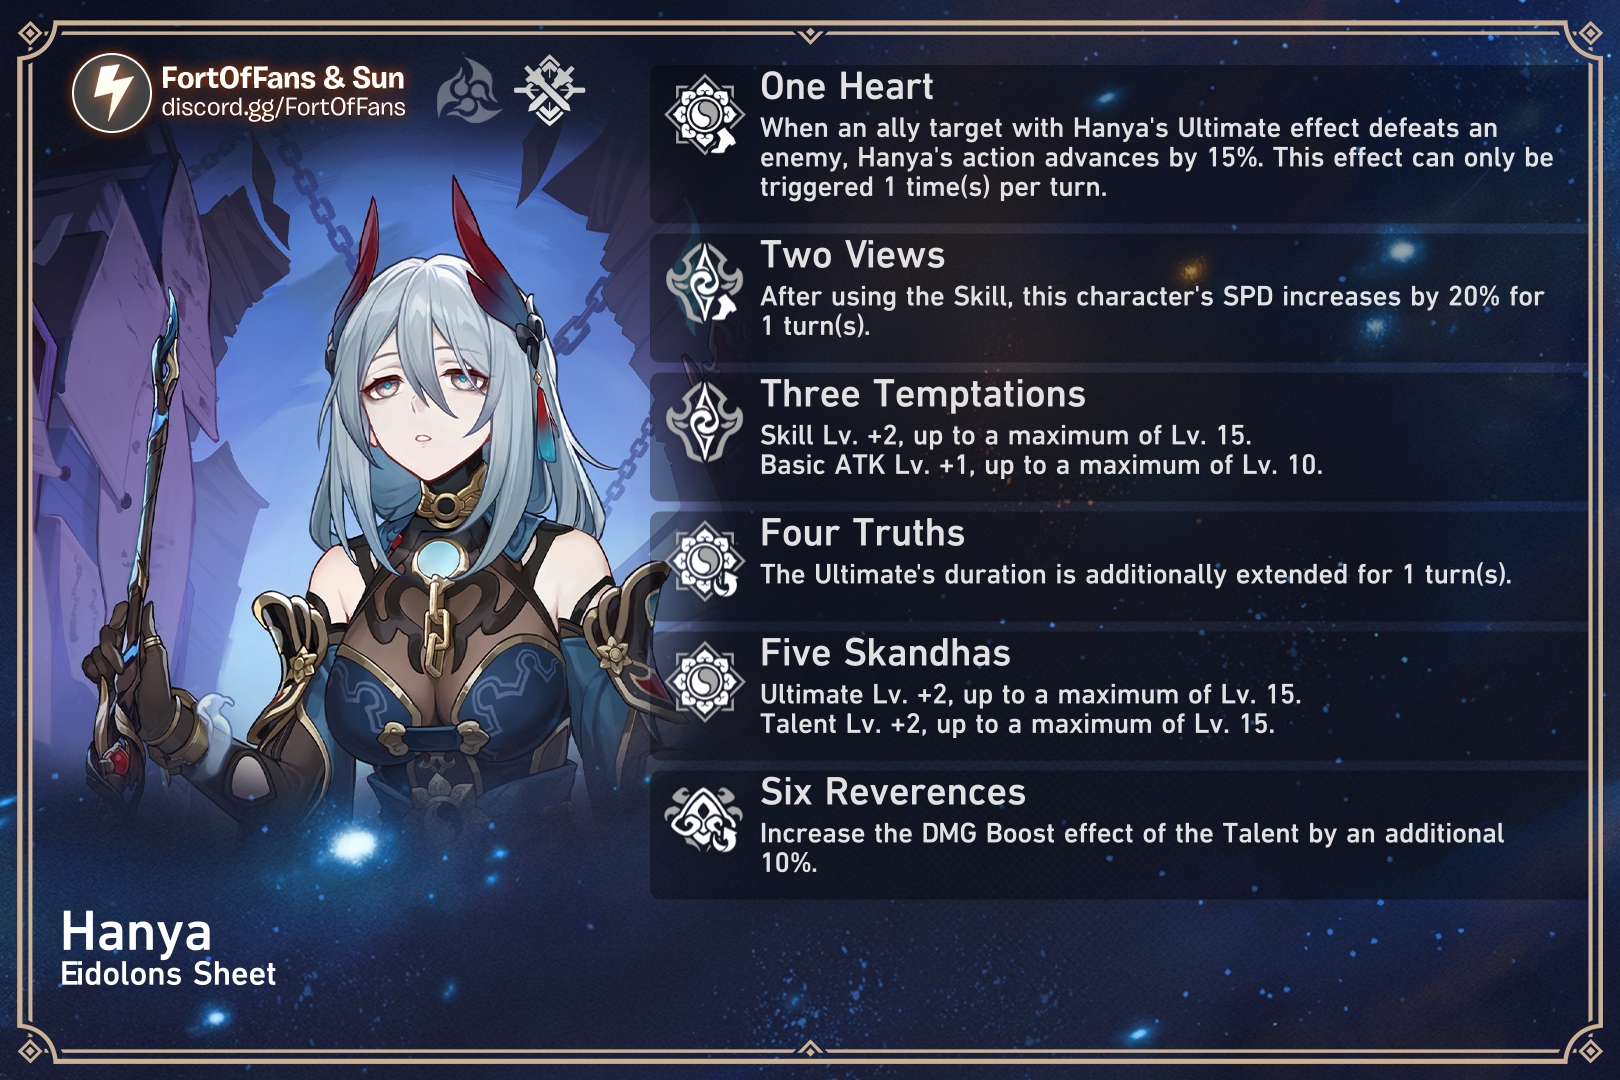 FortOfFans & Sun
discord.gg/FortOfFans
One Heart
When an ally target with Hanya's Ultimate effect defeats an
enemy, Hanya's action advances by 15%. This effect can only be
triggered 1 time(s) per turn.
Two Views
After using the Skill, this character's SPD increases by 20% for
1 turn(s).
Three Temptations
Skill Lv. +2, up to a maximum of Lv. 15.
Basic ATK Lv. +1, up to a maximum of Lv. 10.
Four Truths
The Ultimate's duration is additionally extended for 1 turn(s).
Five Skandhas
Ultimate Lv. +2, up to a maximum of Lv. 15.
Talent Lv. +2, up to a maximum of Lv. 15.
Six Reverences
Increase the DMG Boost effect of the Talent by an additional
10%.
Hanya
Eidolons Sheet